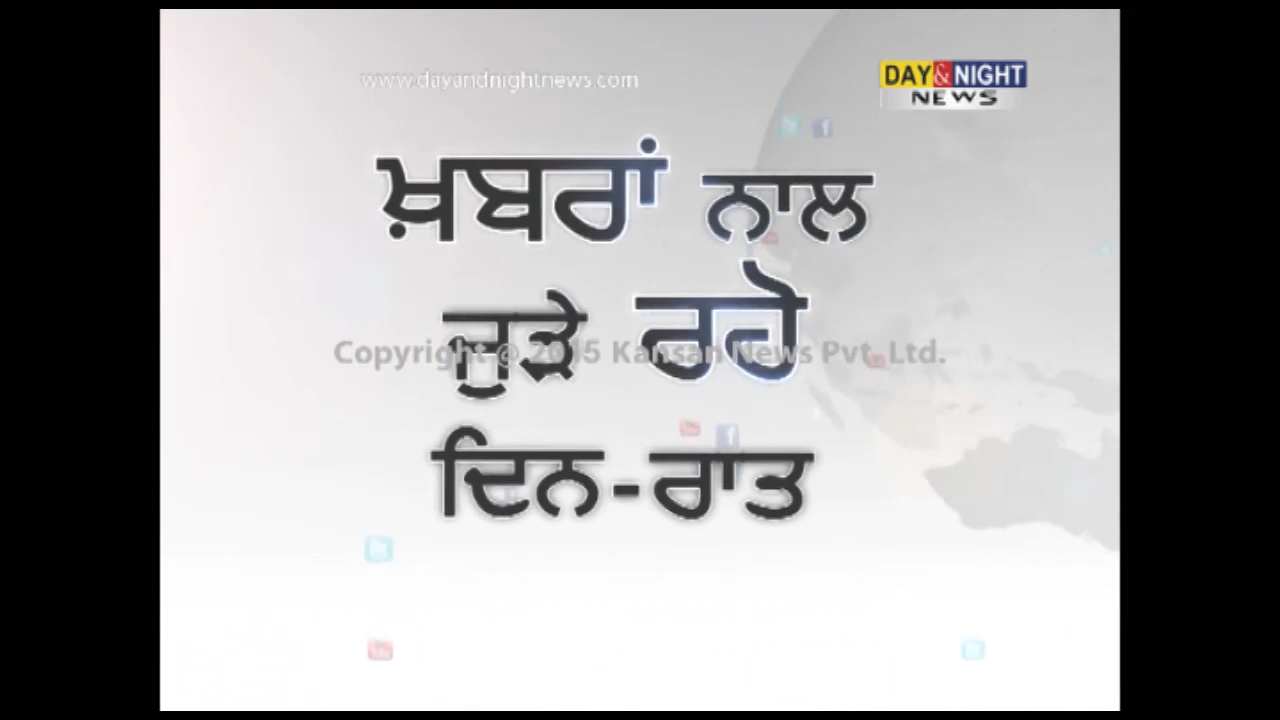 www.dayandnightnews.com
DAY&NIGHT
NEWS
ਖ਼ਬਰਾਂ ਨਾਲ
ਜੁੜੇ ਰਹੋ
Copyright @ 2015 Kansan News Pvt. Ltd.
ਦਿਨ-ਰਾਤ